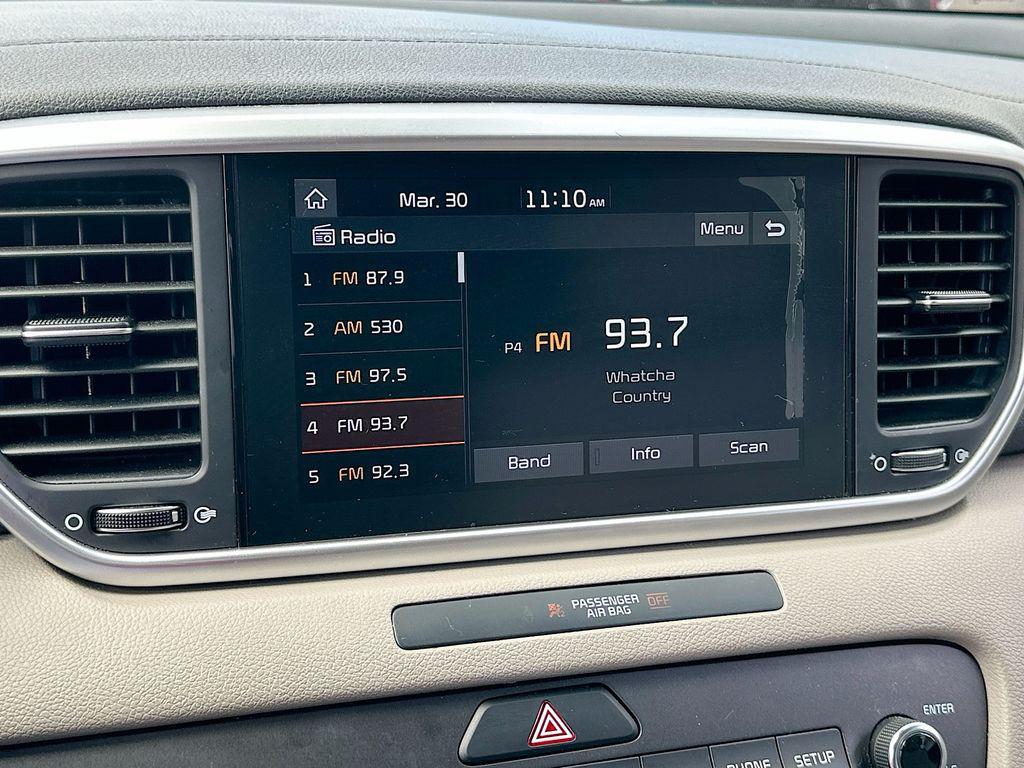 Mar. 30 11:10 AM
Radio Menu
1 FM 87.9
2 AM 530
3 FM 97.5
4 FM 93.7
5 FM 92.3
P4 FM 93.7
Whatcha
Country
Band Info Scan
PASSENGER
AIR BAG OFF
ENTER
PHONE SETUP